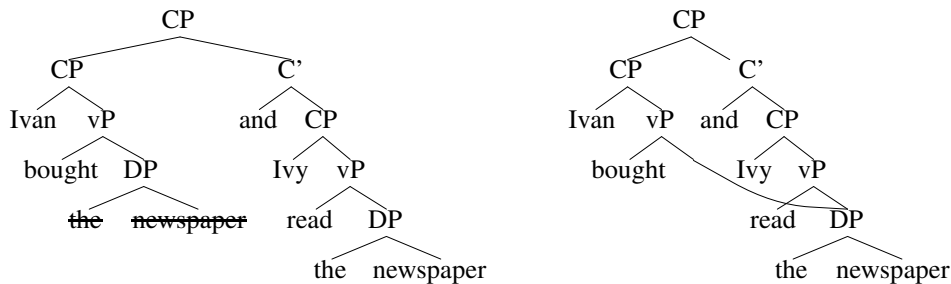 CP CP
CP C’ CP C’
Ivan vP and CP Ivan vP and CP
bought DP Ivy vP bought Ivy vP
the newspaper read DP read DP
the newspaper the newspaper